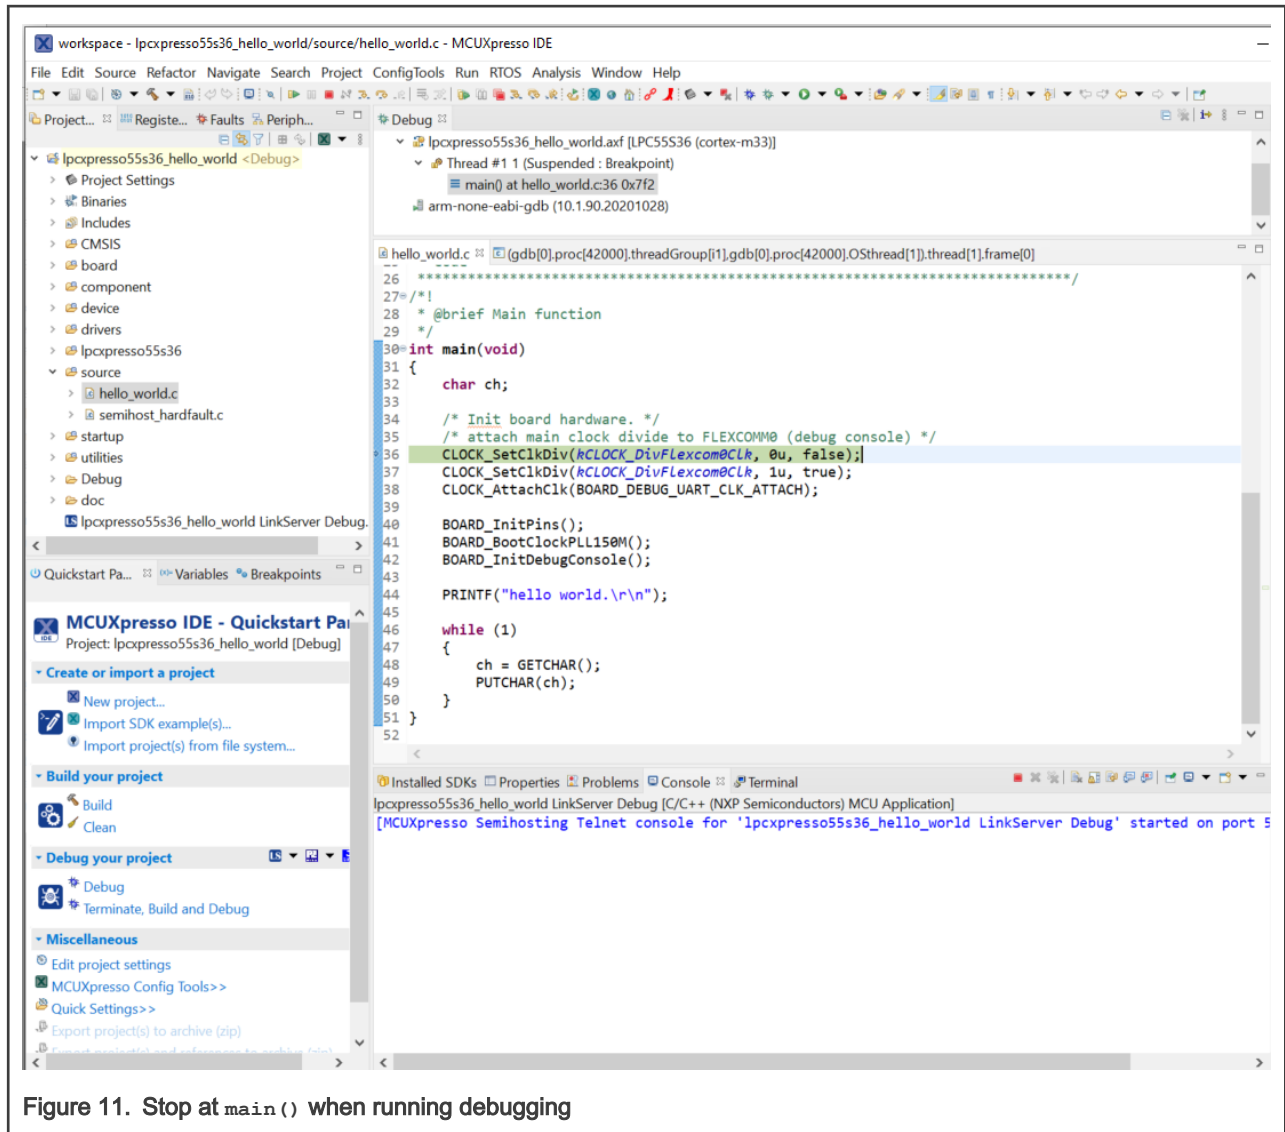 workspace - lpcxpresso55s36_hello_world/source/hello_world.c - MCUXpresso IDE
File Edit Source Refactor Navigate Search Project ConfigTools Run RTOS Analysis Window Help
Project... Registe... Faults Periph...
lpcxpresso55s36_hello_world <Debug>
Project Settings
Binaries
Includes
CMSIS
board
component
device
drivers
lpcxpresso55s36
source
hello_world.c
semihost_hardfault.c
startup
utilities
Debug
doc
lpcxpresso55s36_hello_world LinkServer Debug.
Quickstart Pa... Variables Breakpoints
MCUXpresso IDE - Quickstart Pa
IDE
Project: lpcxpresso55s36_hello_world [Debug]
Create or import a project
New project...
Import SDK example(s)...
Import project(s) from file system...
Build your project
Build
Clean
Debug your project
LS
Debug
Terminate, Build and Debug
Miscellaneous
Edit project settings
MCUXpresso Config Tools>>
Quick Settings>>
Export project(s) to archive (zip)
Debug
lpcxpresso55s36_hello_world.axf [LPC55S36 (cortex-m33)]
Thread #1 1 (Suspended : Breakpoint)
main() at hello_world.c:36 0x7f2
arm-none-eabi-gdb (10.1.90.20201028)
hello_world.c (gdb[0].proc[42000].threadGroup[i1],gdb[0].proc[42000].OSthread[1]).thread[1].frame[0]
26 ******************************************************************************/
27 /*!
28 * @brief Main function
29 */
30 int main(void)
31 {
32 char ch;
33
34 /* Init board hardware. */
35 /* attach main clock divide to FLEXCOMM0 (debug console) */
36 CLOCK_SetClkDiv(kCLOCK_DivFlexcom0Clk, 0u, false);
37 CLOCK_SetClkDiv(kCLOCK_DivFlexcom0Clk, 1u, true);
38 CLOCK_AttachClk(BOARD_DEBUG_UART_CLK_ATTACH);
39
40 BOARD_InitPins();
41 BOARD_BootClockPLL150M();
42 BOARD_InitDebugConsole();
43
44 PRINTF("hello world.\r\n");
45
46 while (1)
47 {
48 ch = GETCHAR();
49 PUTCHAR(ch);
50 }
51 }
52
Installed SDKs Properties Problems Console Terminal
lpcxpresso55s36_hello_world LinkServer Debug [C/C++ (NXP Semiconductors) MCU Application]
[MCUXpresso Semihosting Telnet console for 'lpcxpresso55s36_hello_world LinkServer Debug' started on port 5
Figure 11. Stop at main() when running debugging